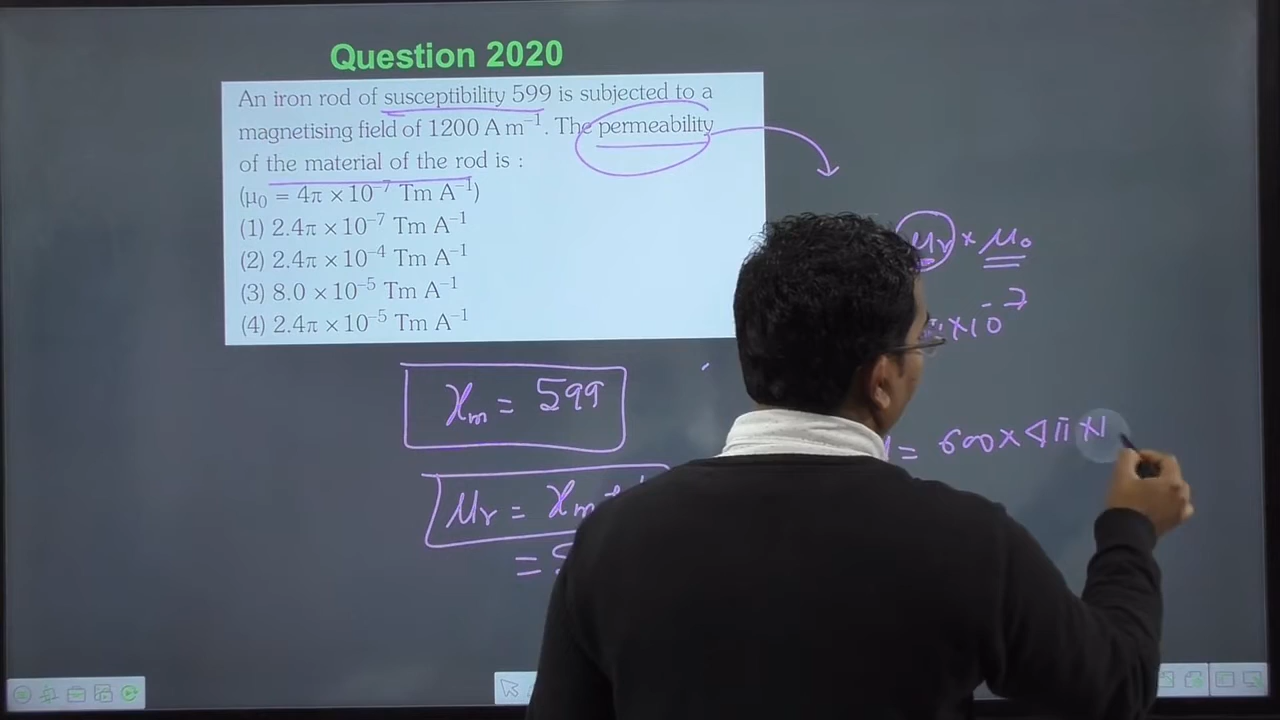 Question 2020
An iron rod of susceptibility 599 is subjected to a
magnetising field of 1200 A m⁻¹. The permeability
of the material of the rod is :
(μ₀ = 4π × 10⁻⁷ Tm A⁻¹)
(1) 2.4π × 10⁻⁷ Tm A⁻¹
(2) 2.4π × 10⁻⁴ Tm A⁻¹
(3) 8.0 × 10⁻⁵ Tm A⁻¹
(4) 2.4π × 10⁻⁵ Tm A⁻¹
μᵣ × μ₀
π × 10⁻⁷
χₘ = 599
= 600 × 4π × 1
μᵣ = χₘ
=